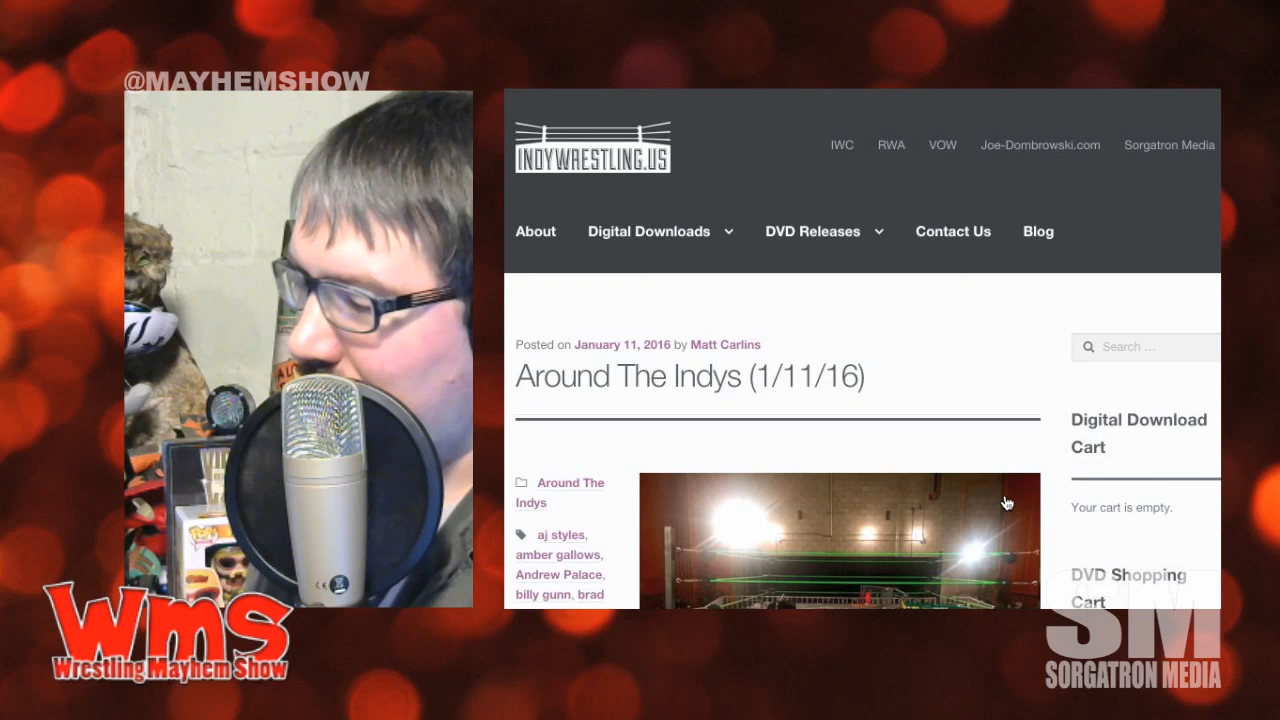 @MAYHEMSHOW
INDYWRESTLING.US
IWC RWA VOW Joe-Dombrowski.com Sorgatron Media
About Digital Downloads DVD Releases Contact Us Blog
Posted on January 11, 2016 by Matt Carlins
Search ...
Around The Indys (1/11/16)
Digital Download
Cart
Around The
Indys
Your cart is empty.
aj styles,
amber gallows,
Andrew Palace,
billy gunn, brad
DVD Shopping
Cart
Pop!
WMS
Wrestling Mayhem Show
SM
SORGATRON MEDIA